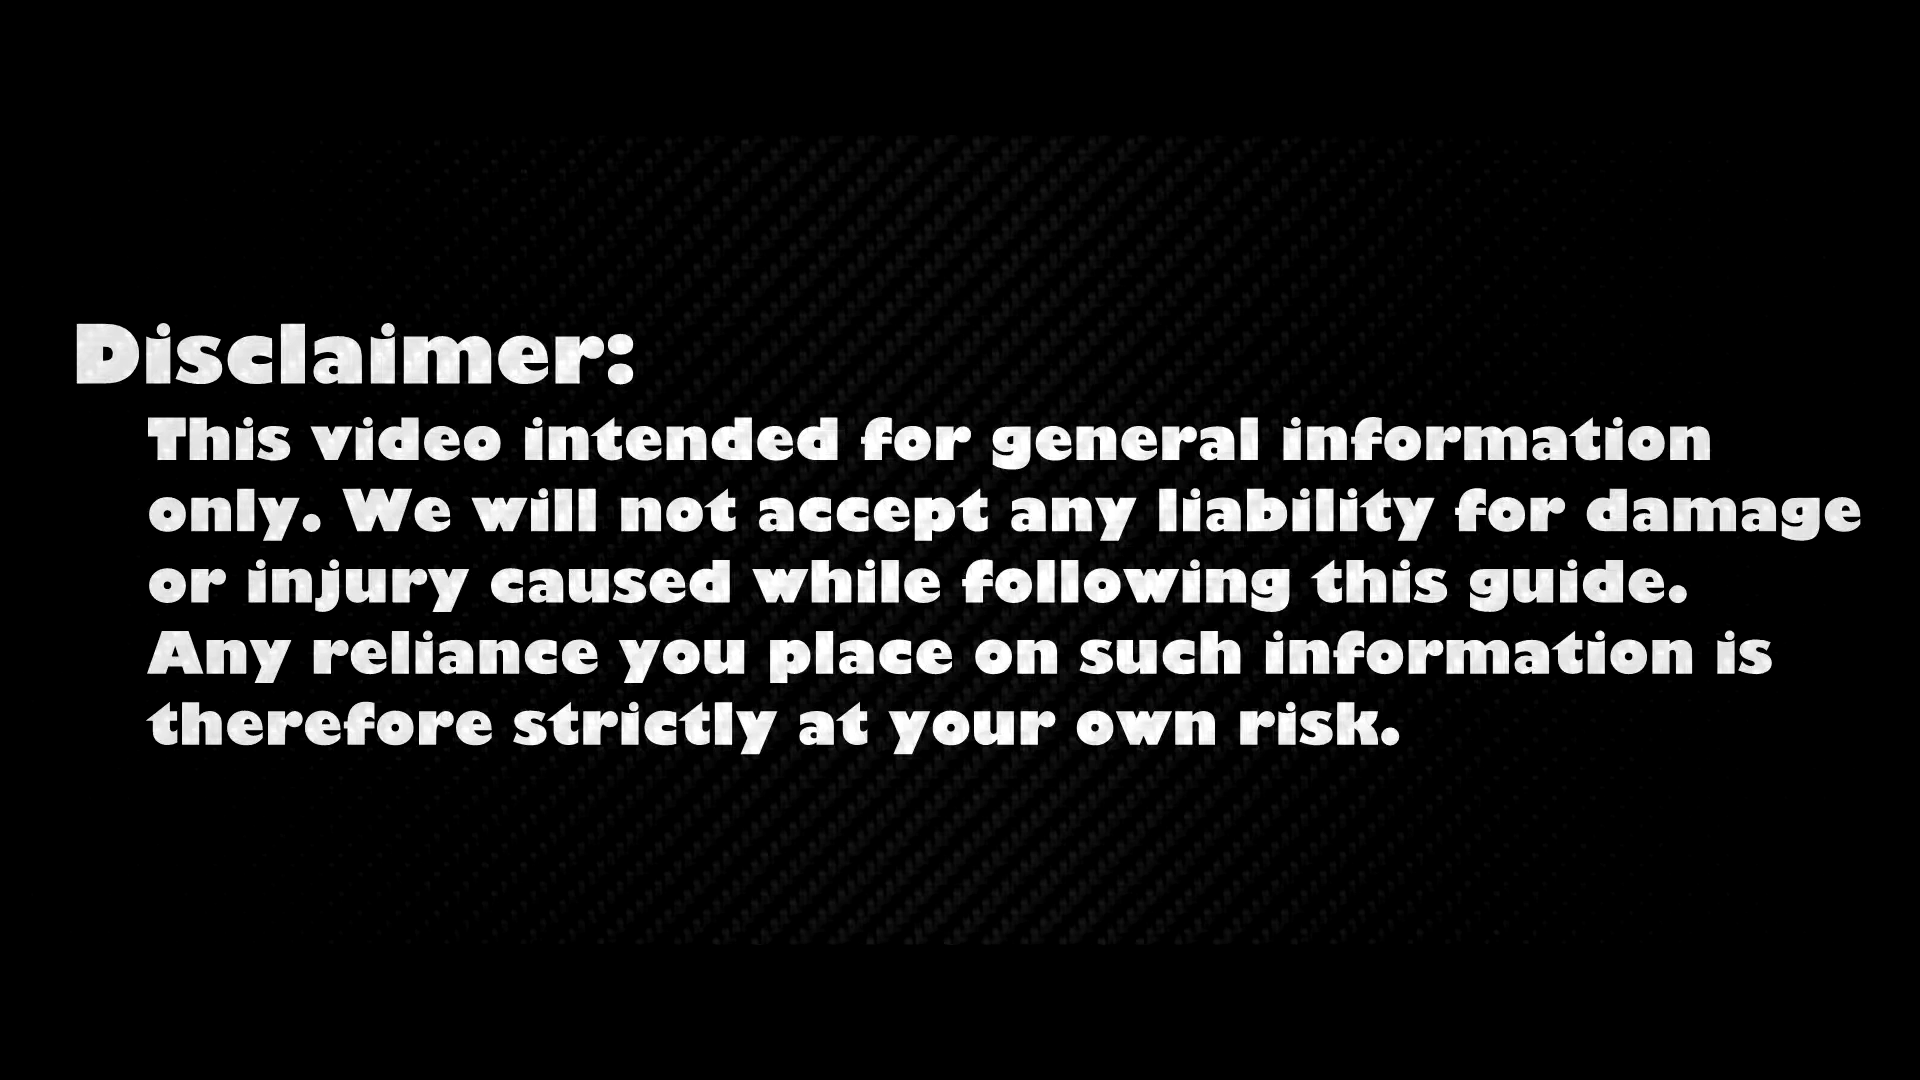 Disclaimer:
This video intended for general information
only. We will not accept any liability for damage
or injury caused while following this guide.
Any reliance you place on such information is
therefore strictly at your own risk.